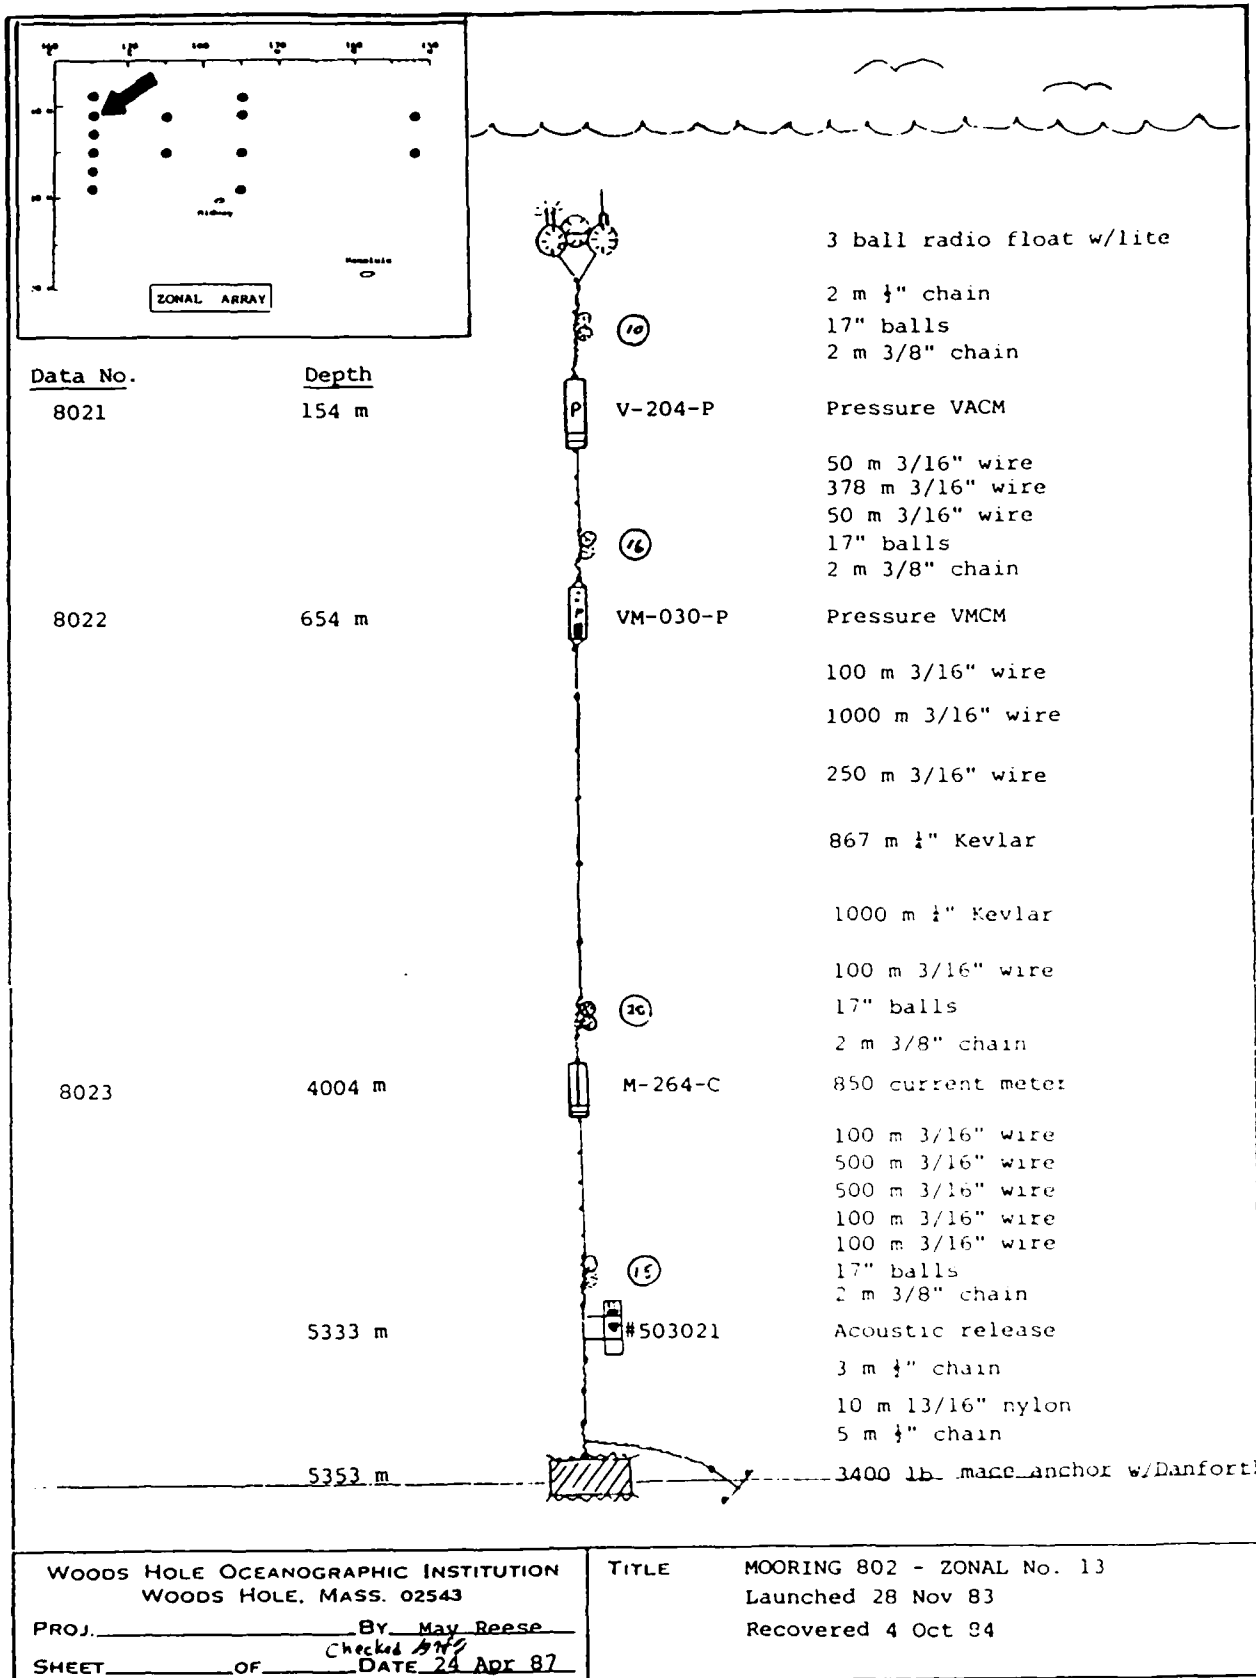 Midway
Honolulu
ZONAL ARRAY
3 ball radio float w/lite
2 m ½" chain
10
17" balls
2 m 3/8" chain
Data No. Depth
8021 154 m P V-204-P Pressure VACM
50 m 3/16" wire
378 m 3/16" wire
50 m 3/16" wire
16 17" balls
2 m 3/8" chain
8022 654 m P VM-030-P Pressure VMCM
100 m 3/16" wire
1000 m 3/16" wire
250 m 3/16" wire
867 m ¼" Kevlar
1000 m ¼" Kevlar
100 m 3/16" wire
17" balls
2 m 3/8" chain
8023 4004 m M-264-C 850 current meter
100 m 3/16" wire
500 m 3/16" wire
500 m 3/16" wire
100 m 3/16" wire
100 m 3/16" wire
15 17" balls
2 m 3/8" chain
5333 m #503021 Acoustic release
3 m ½" chain
10 m 13/16" nylon
5 m ½" chain
5353 m 3400 lb mace anchor w/Danforth
WOODS HOLE OCEANOGRAPHIC INSTITUTION
WOODS HOLE, MASS. 02543
PROJ. BY May Reese
Checked
SHEET OF DATE 24 Apr 87
TITLE MOORING 802 - ZONAL No. 13
Launched 28 Nov 83
Recovered 4 Oct 84